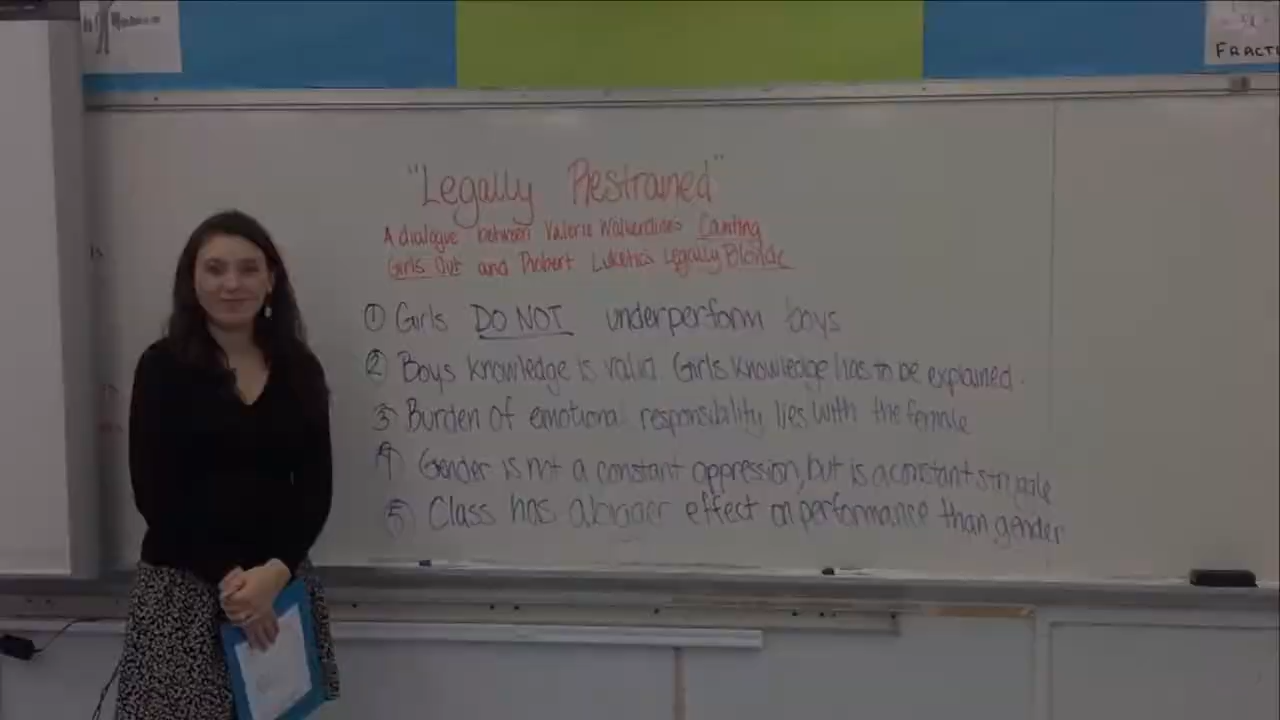 FRACT
"Legally Restrained"
A dialogue between Valerie Walkerdine's Counting
Girls Out and Robert Luketic's Legally Blonde
① Girls DO NOT underperform boys
② Boys knowledge is valid. Girls knowledge has to be explained.
③ Burden of emotional responsibility lies with the female
④ Gender is not a constant oppression, but is a constant struggle
⑤ Class has a bigger effect on performance than gender